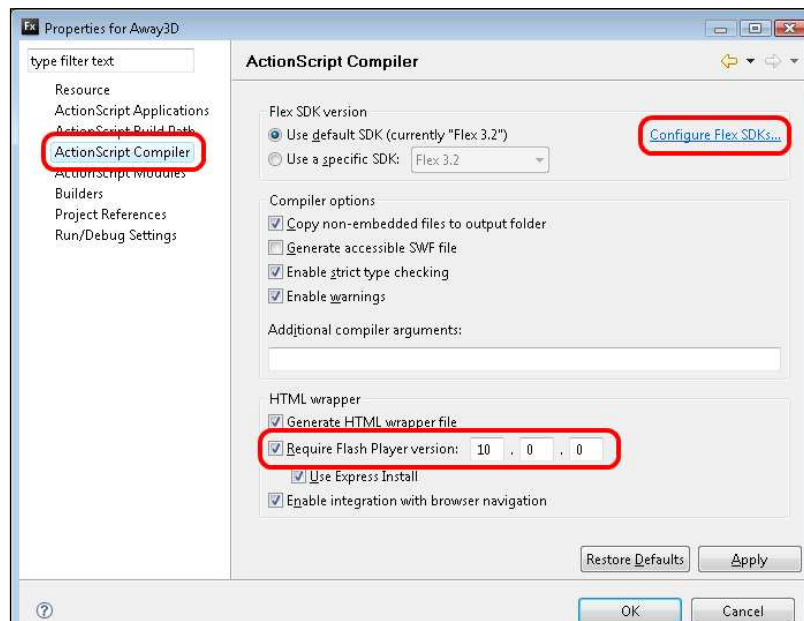 Fx Properties for Away3D
type filter text
Resource
ActionScript Applications
ActionScript Build Path
ActionScript Compiler
ActionScript Modules
Builders
Project References
Run/Debug Settings
ActionScript Compiler
Flex SDK version
Use default SDK (currently "Flex 3.2")
Configure Flex SDKs...
Use a specific SDK: Flex 3.2
Compiler options
Copy non-embedded files to output folder
Generate accessible SWF file
Enable strict type checking
Enable warnings
Additional compiler arguments:
HTML wrapper
Generate HTML wrapper file
Require Flash Player version: 10 . 0 . 0
Use Express Install
Enable integration with browser navigation
Restore Defaults
Apply
?
OK
Cancel